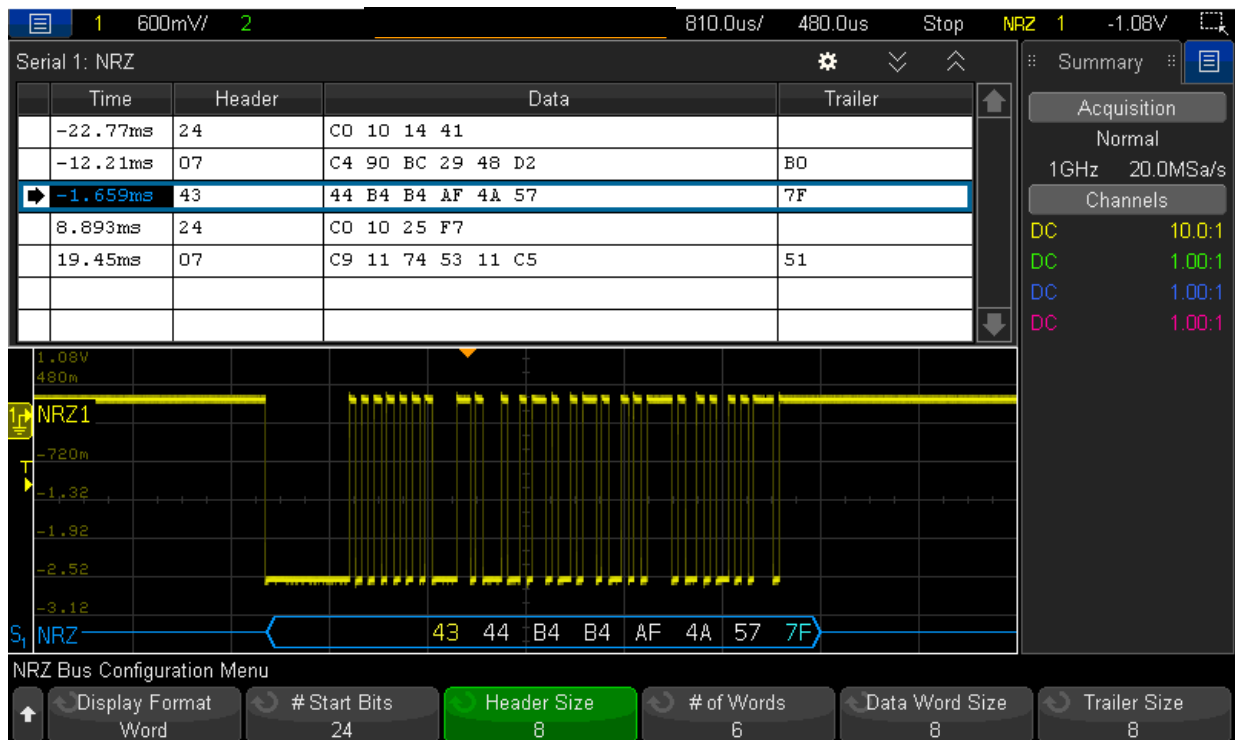 1 600mV/ 2 810.0us/ 480.0us Stop NRZ 1 -1.08V
Serial 1: NRZ
Summary
Time Header Data Trailer
-22.77ms 24 C0 10 14 41
-12.21ms 07 C4 90 BC 29 48 D2 B0
-1.659ms 43 44 B4 B4 AF 4A 57 7F
8.893ms 24 C0 10 25 F7
19.45ms 07 C9 11 74 53 11 C5 51
Acquisition
Normal
1GHz 20.0MSa/s
Channels
DC 10.0:1
DC 1.00:1
DC 1.00:1
DC 1.00:1
1.08V
480m
1 NRZ1
-720m
T
-1.32
-1.92
-2.52
-3.12
S1 NRZ 43 44 B4 B4 AF 4A 57 7F
NRZ Bus Configuration Menu
Display Format
Word
# Start Bits
24
Header Size
8
# of Words
6
Data Word Size
8
Trailer Size
8